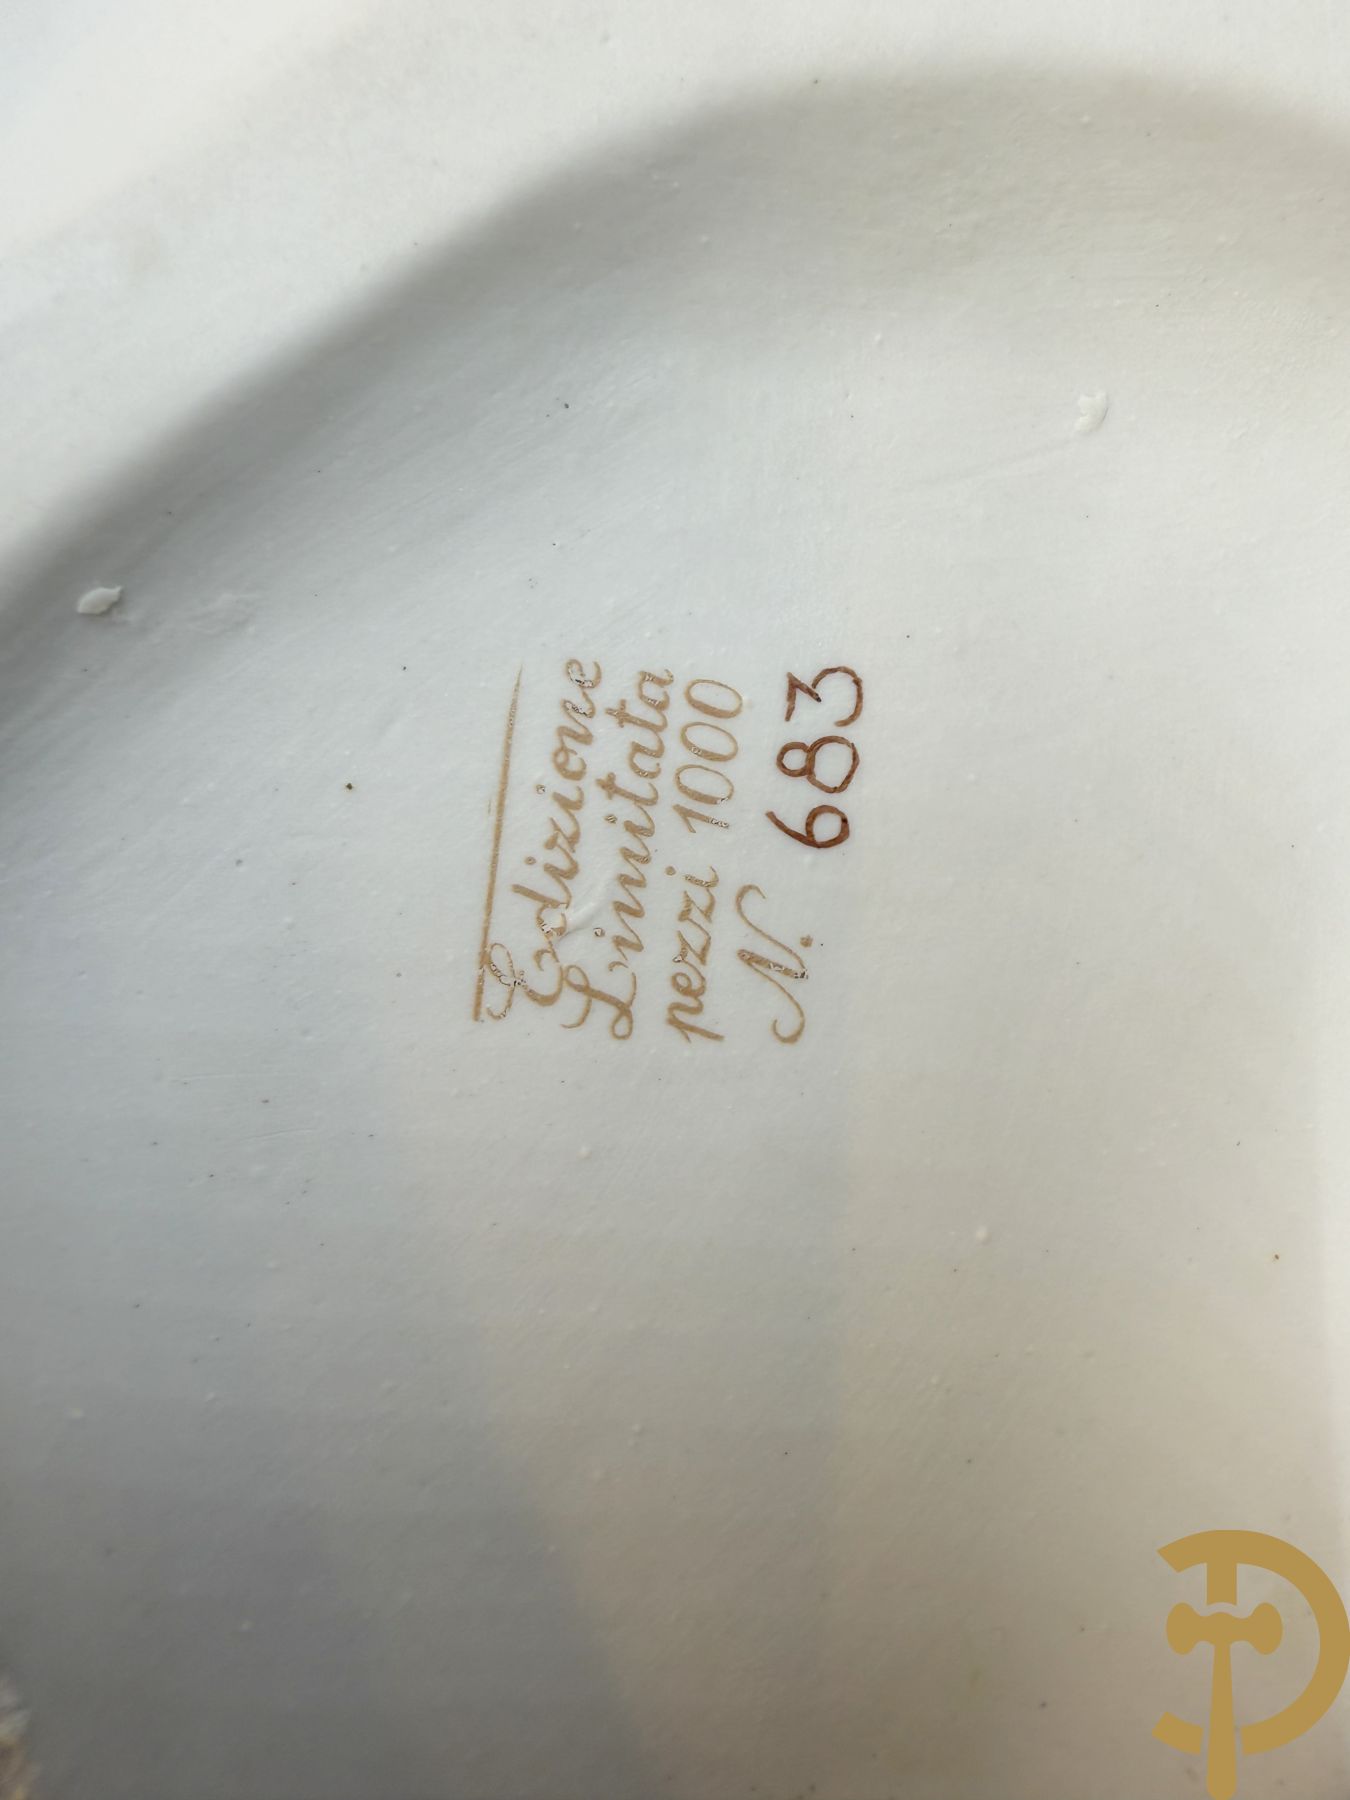 Edizione
Limitata
pezzi 1000
N. 683